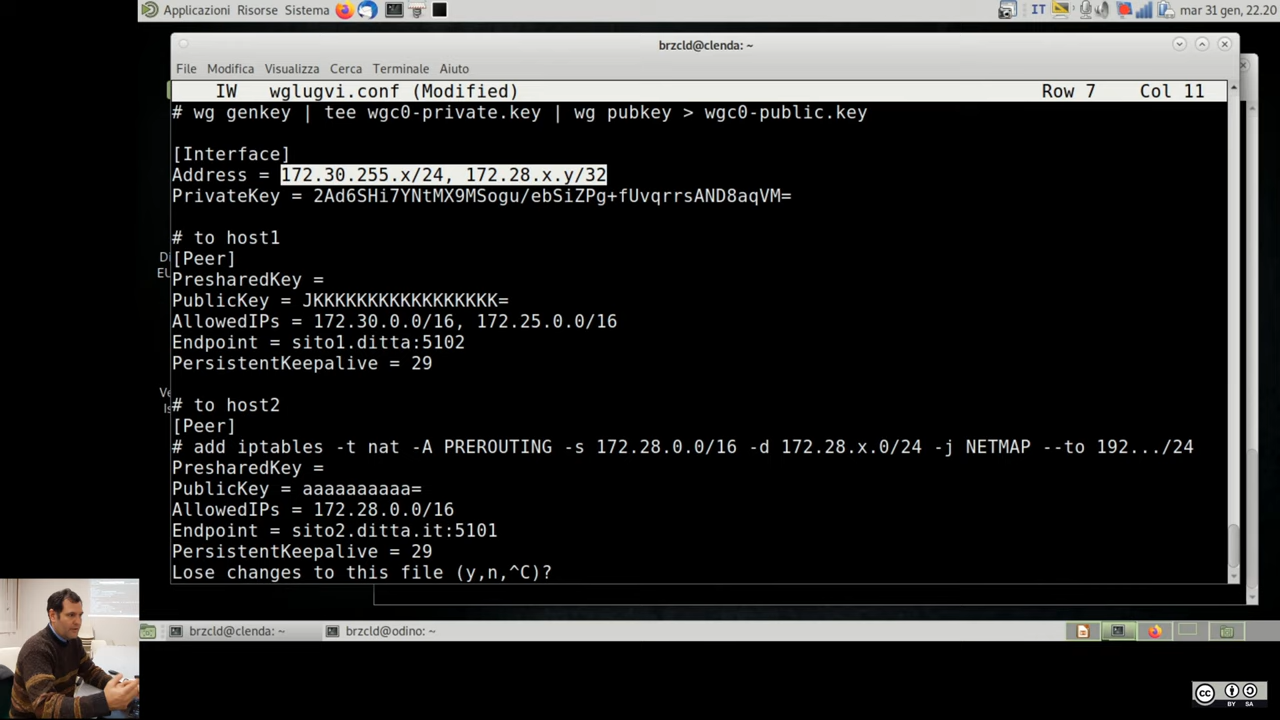 Applicazioni Risorse Sistema
IT
mar 31 gen, 22.20
brzcld@clenda: ~
File Modifica Visualizza Cerca Terminale Aiuto
IW wglugvi.conf (Modified) Row 7 Col 11
# wg genkey | tee wgc0-private.key | wg pubkey > wgc0-public.key
[Interface]
Address = 172.30.255.x/24, 172.28.x.y/32
PrivateKey = 2Ad6SHi7YNtMX9MSogu/ebSiZPg+fUvqrrsAND8aqVM=
# to host1
[Peer]
PresharedKey =
PublicKey = JKKKKKKKKKKKKKKKKK=
AllowedIPs = 172.30.0.0/16, 172.25.0.0/16
Endpoint = sito1.ditta:5102
PersistentKeepalive = 29
# to host2
[Peer]
# add iptables -t nat -A PREROUTING -s 172.28.0.0/16 -d 172.28.x.0/24 -j NETMAP --to 192.../24
PresharedKey =
PublicKey = aaaaaaaaaa=
AllowedIPs = 172.28.0.0/16
Endpoint = sito2.ditta.it:5101
PersistentKeepalive = 29
Lose changes to this file (y,n,^C)?
D
EU
Ve
Is
brzcld@clenda: ~
brzcld@odino: ~
cc
BY SA